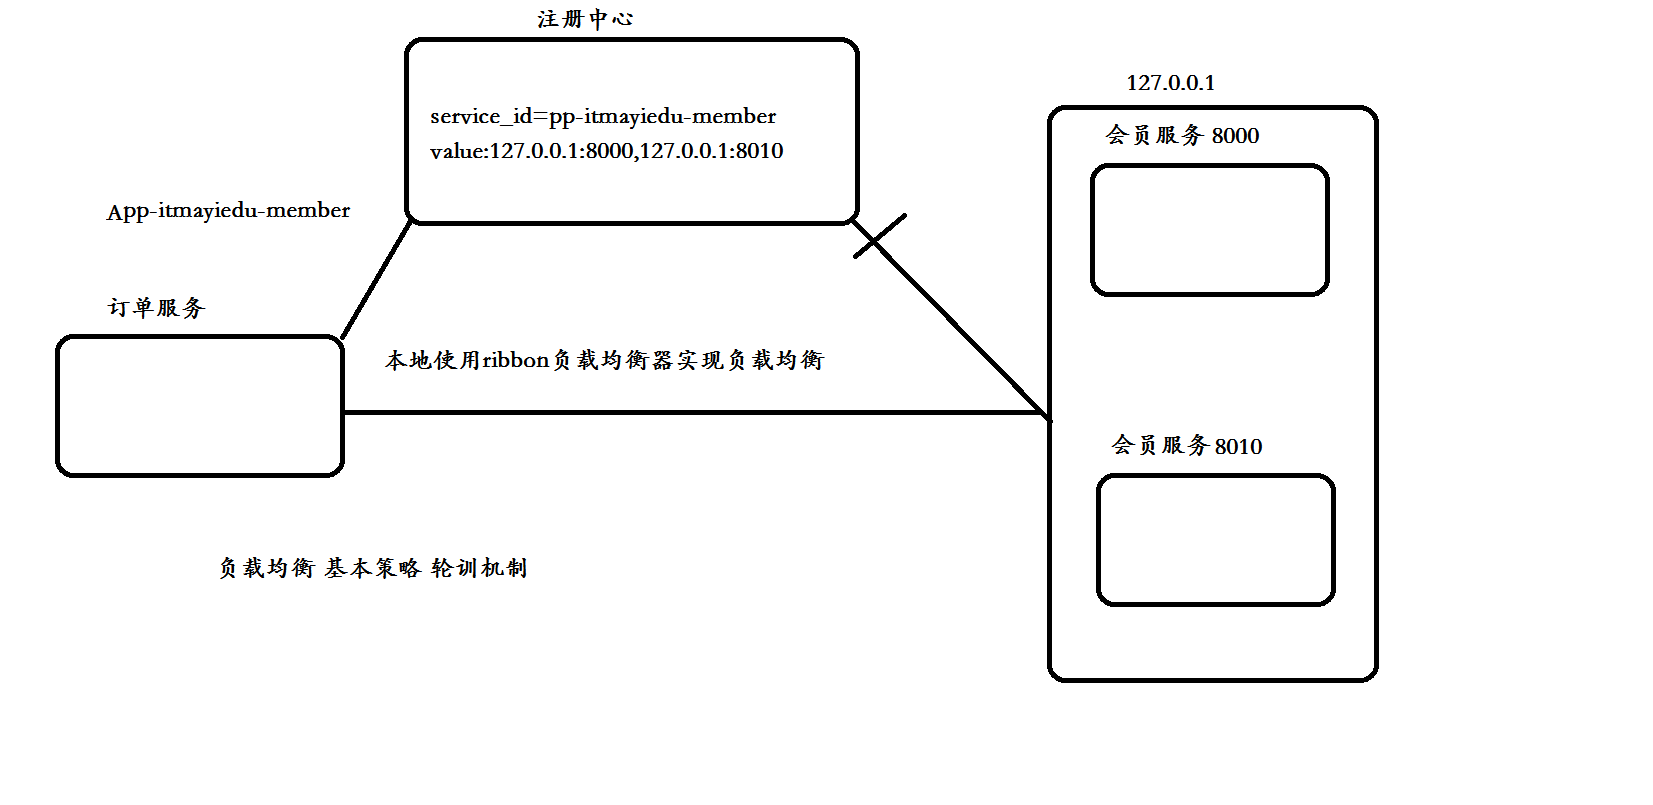 注册中心
service_id=pp-itmayiedu-member
value:127.0.0.1:8000,127.0.0.1:8010
127.0.0.1
会员服务 8000
App-itmayiedu-member
订单服务
本地使用ribbon负载均衡器实现负载均衡
会员服务 8010
负载均衡 基本策略 轮训机制